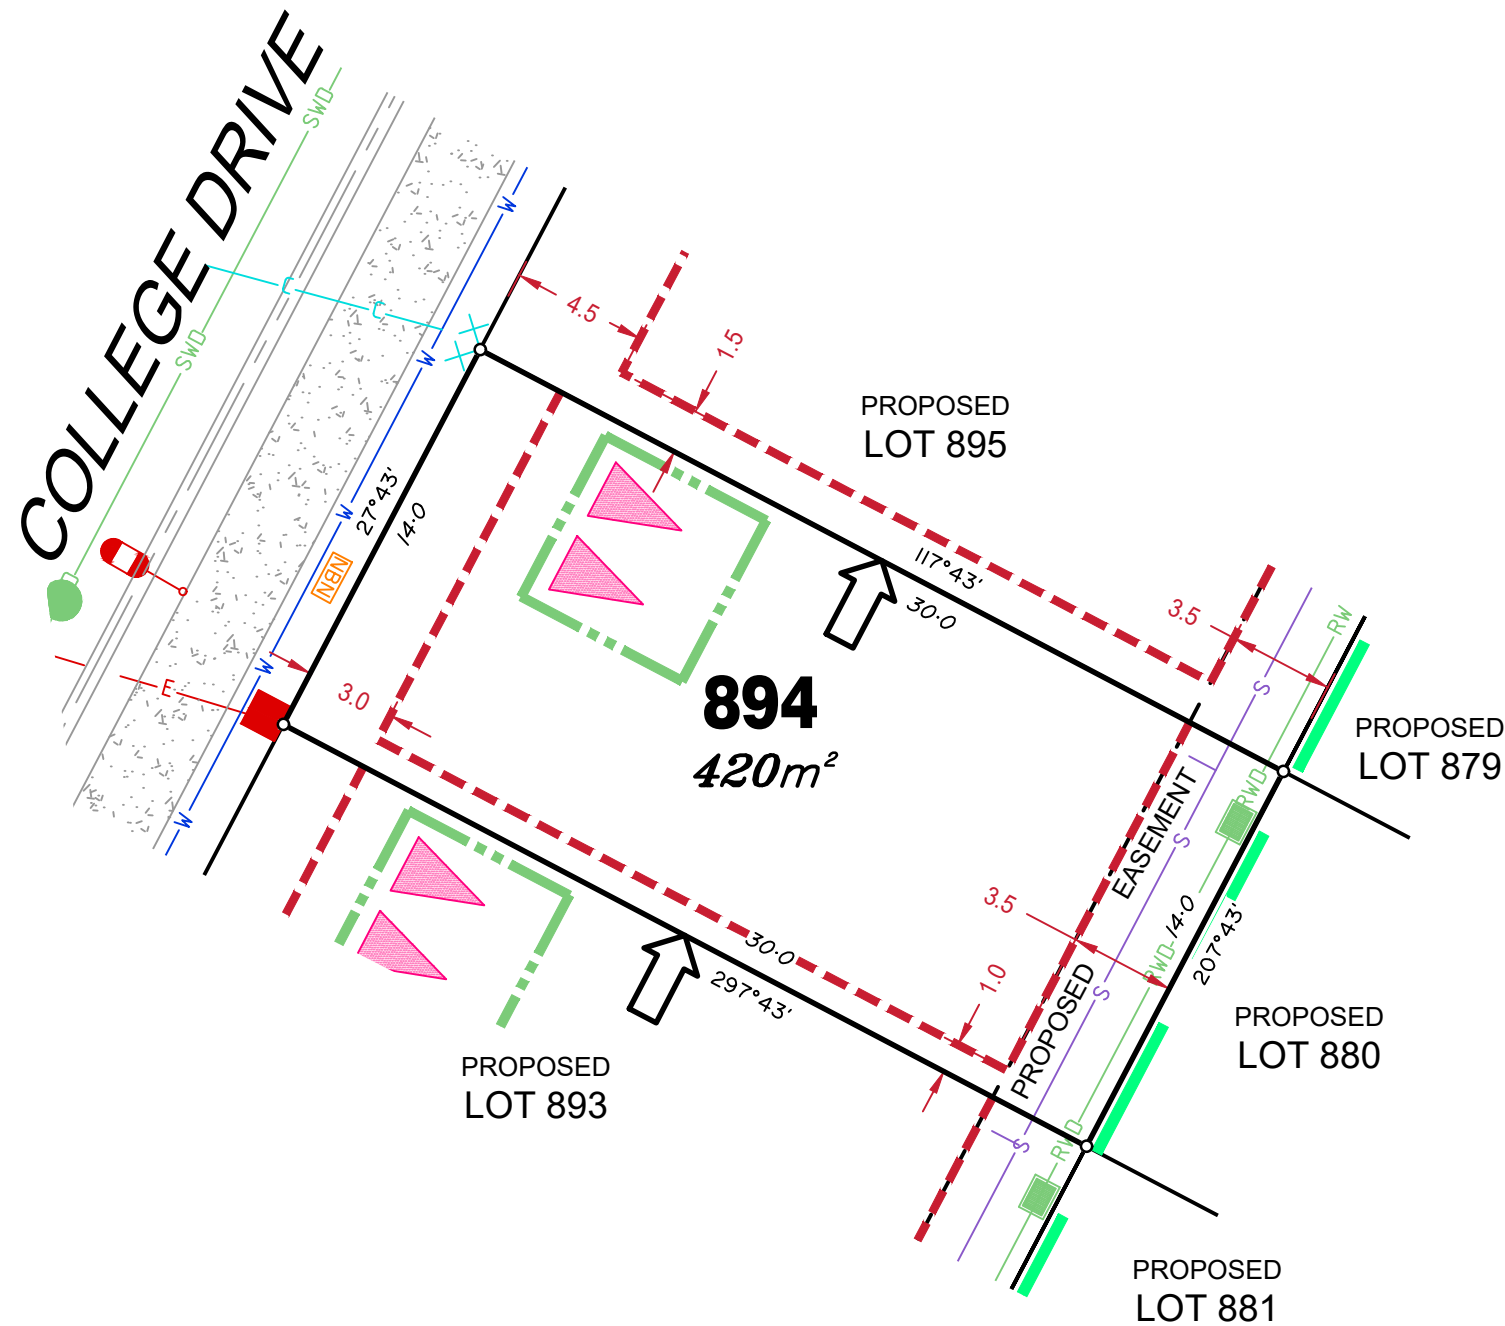 COLLEGE DRIVE
SWD
SWD
D
W
W
W
W
W
C
C
E
NBN
27°43'
14·0
4.5
1.5
PROPOSED
LOT 895
117°43'
30·0
3.5
RW
S
PROPOSED
LOT 879
3.0
894
420m²
EASEMENT
PROPOSED
RWD
S
3.5
14·0
207°43'
RWD
S
1.0
30·0
297°43'
PROPOSED
LOT 880
PROPOSED
LOT 893
RWD
S
PROPOSED
LOT 881